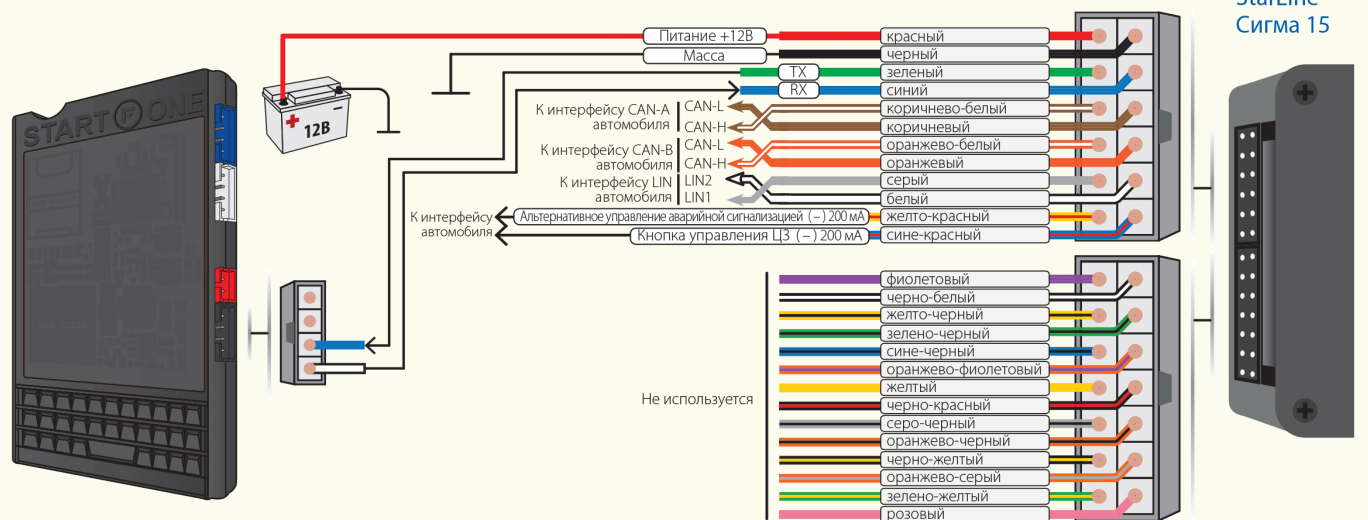 StarLine
Сигма 15
Питание +12В
красный
Масса
черный
TX
зеленый
RX
синий
К интерфейсу CAN-A
автомобиля
CAN-L
CAN-H
коричнево-белый
коричневый
К интерфейсу CAN-B
автомобиля
CAN-L
CAN-H
оранжево-белый
оранжевый
К интерфейсу LIN
автомобиля
LIN2
LIN1
серый
белый
К интерфейсу
автомобиля
Альтернативное управление аварийной сигнализацией (–) 200 мА
желто-красный
Кнопка управления ЦЗ (–) 200 мА
сине-красный
START F ONE
+ –
12В
Не используется
фиолетовый
черно-белый
желто-черный
зелено-черный
сине-черный
оранжево-фиолетовый
желтый
черно-красный
серо-черный
оранжево-черный
черно-желтый
оранжево-серый
зелено-желтый
розовый